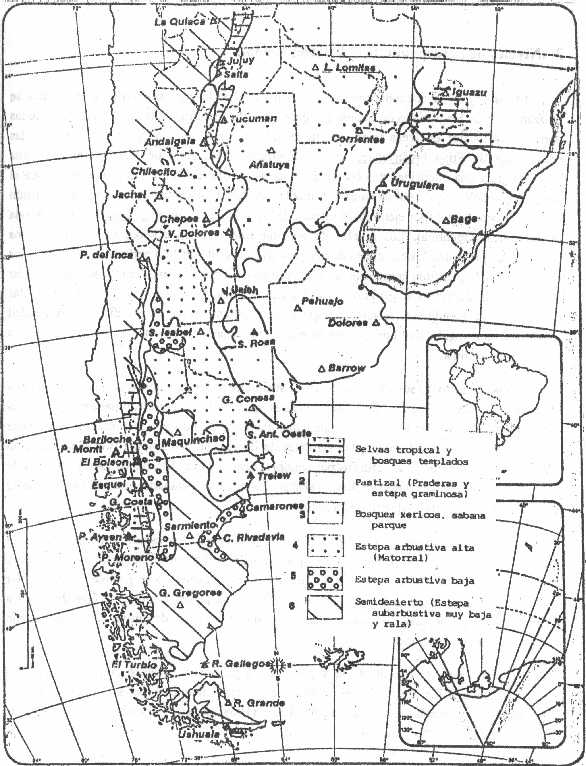 La Quiaca
Jujuy
Salta
L. Lomitas
Iguazu
Tucuman
Corrientes
Andalgala
Añatuya
Chilecito
Uruguiana
Jachal
Chepes
Bage
V. Dolores
P. del Inca
V. Uaish
Pehuajo
Dolores
S. Isabel
S. Rosa
Barrow
G. Conesa
Bariloche
Maquinchao
S. Ant. Oeste
P. Montt
El Bolson
Trelew
Esquel
G. Costa
Camarones
Sarmiento
P. Aysen
C. Rivadavia
Moreno
G. Gregores
El Turbio
R. Gallegos
R. Grande
Ushuaia
1 Selvas tropical y
bosques templados
2 Pastizal (Praderas y
estepa graminosa)
3 Bosques xericos, sabana
parque
4 Estepa arbustiva alta
(Matorral)
5 Estepa arbustiva baja
6 Semidesierto (Estepa
subarbustiva muy baja
y rala)